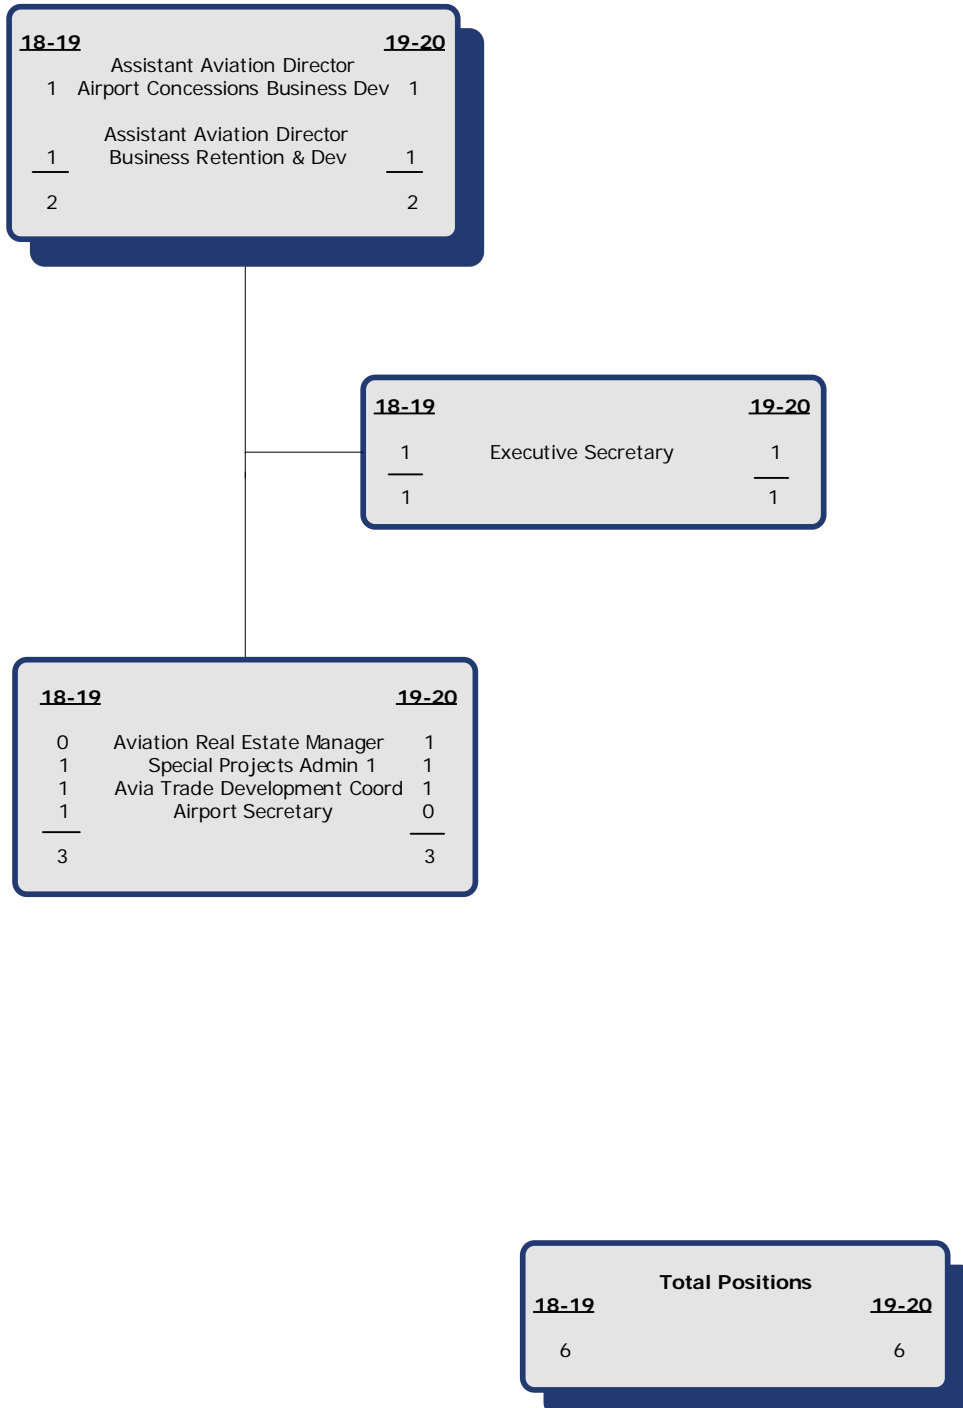 18-19 19-20
Assistant Aviation Director
1 Airport Concessions Business Dev 1
Assistant Aviation Director
1 Business Retention & Dev 1
2 2
18-19 19-20
1 Executive Secretary 1
1 1
18-19 19-20
0 Aviation Real Estate Manager 1
1 Special Projects Admin 1 1
1 Avia Trade Development Coord 1
1 Airport Secretary 0
3 3
Total Positions
18-19 19-20
6 6